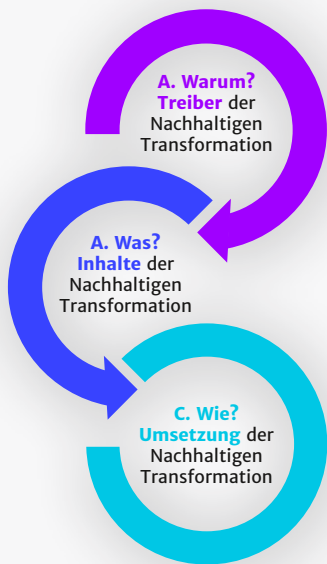 A. Warum?
Treiber der
Nachhaltigen
Transformation
A. Was?
Inhalte der
Nachhaltigen
Transformation
C. Wie?
Umsetzung der
Nachhaltigen
Transformation